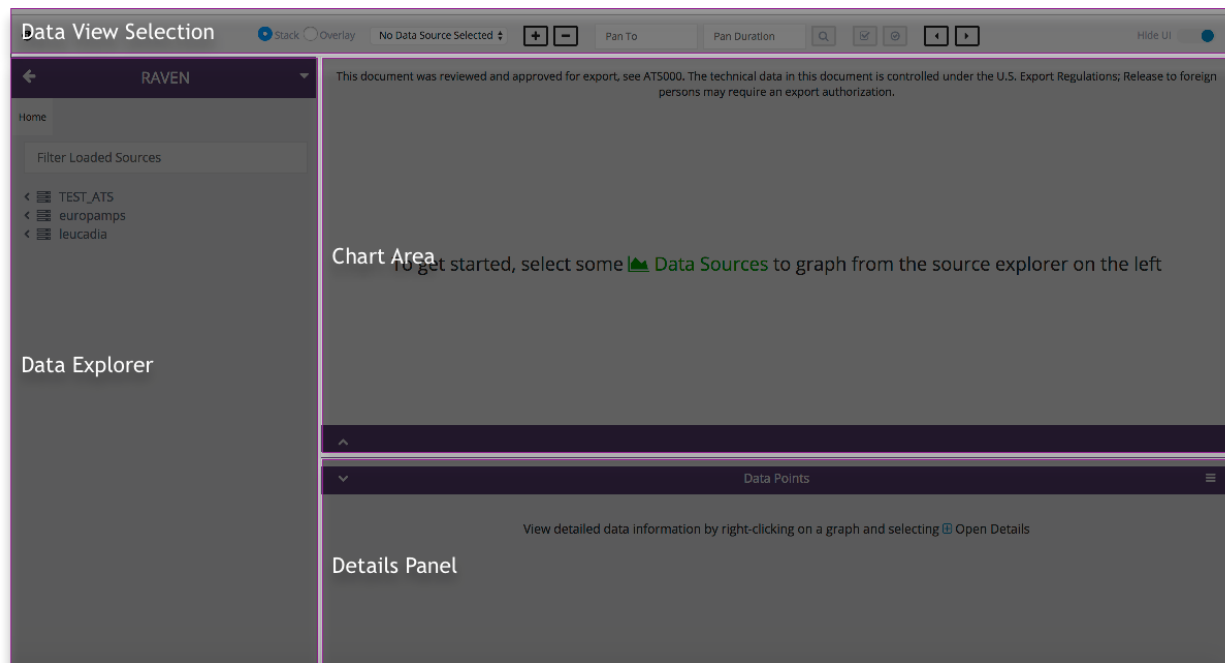 Data View Selection
Stack Overlay No Data Source Selected Pan To Pan Duration Hide UI
RAVEN
Home
Filter Loaded Sources
TEST_ATS
europamps
leucadia
Data Explorer
This document was reviewed and approved for export, see ATS000. The technical data in this document is controlled under the U.S. Export Regulations; Release to foreign
persons may require an export authorization.
Chart Area
To get started, select some Data Sources to graph from the source explorer on the left
Data Points
View detailed data information by right-clicking on a graph and selecting Open Details
Details Panel